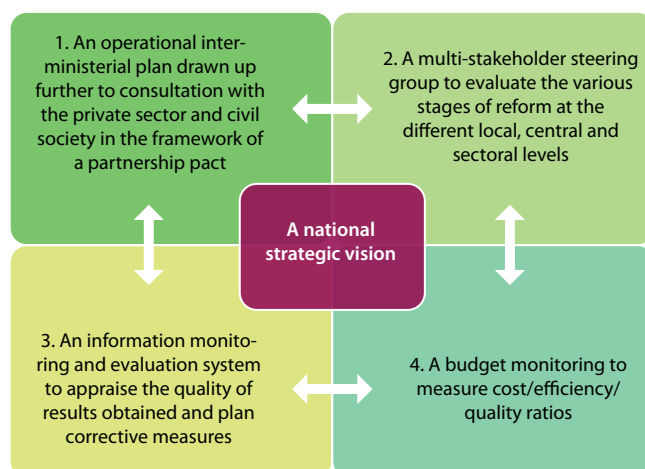 1. An operational inter-
ministerial plan drawn up
further to consultation with
the private sector and civil
society in the framework of
a partnership pact
2. A multi-stakeholder steering
group to evaluate the various
stages of reform at the
different local, central and
sectoral levels
A national
strategic vision
3. An information monito-
ring and evaluation system
to appraise the quality of
results obtained and plan
corrective measures
4. A budget monitoring to
measure cost/efficiency/
quality ratios